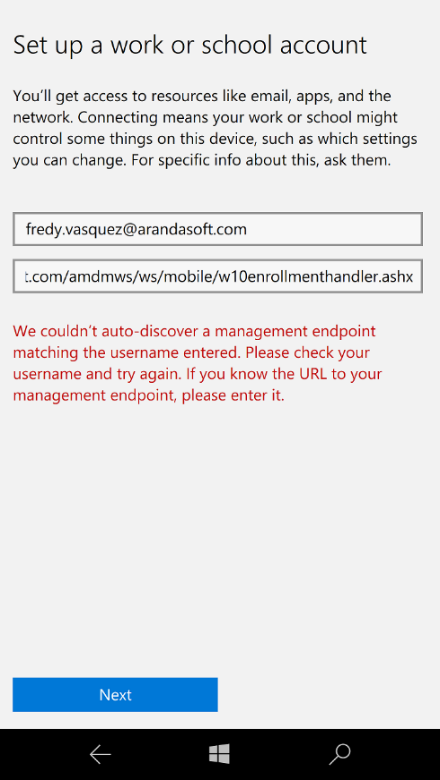 Set up a work or school account
You'll get access to resources like email, apps, and the
network. Connecting means your work or school might
control some things on this device, such as which settings
you can change. For specific info about this, ask them.
fredy.vasquez@arandasoft.com
t.com/amdmws/ws/mobile/w10enrollmenthandler.ashx
We couldn't auto-discover a management endpoint
matching the username entered. Please check your
username and try again. If you know the URL to your
management endpoint, please enter it.
Next